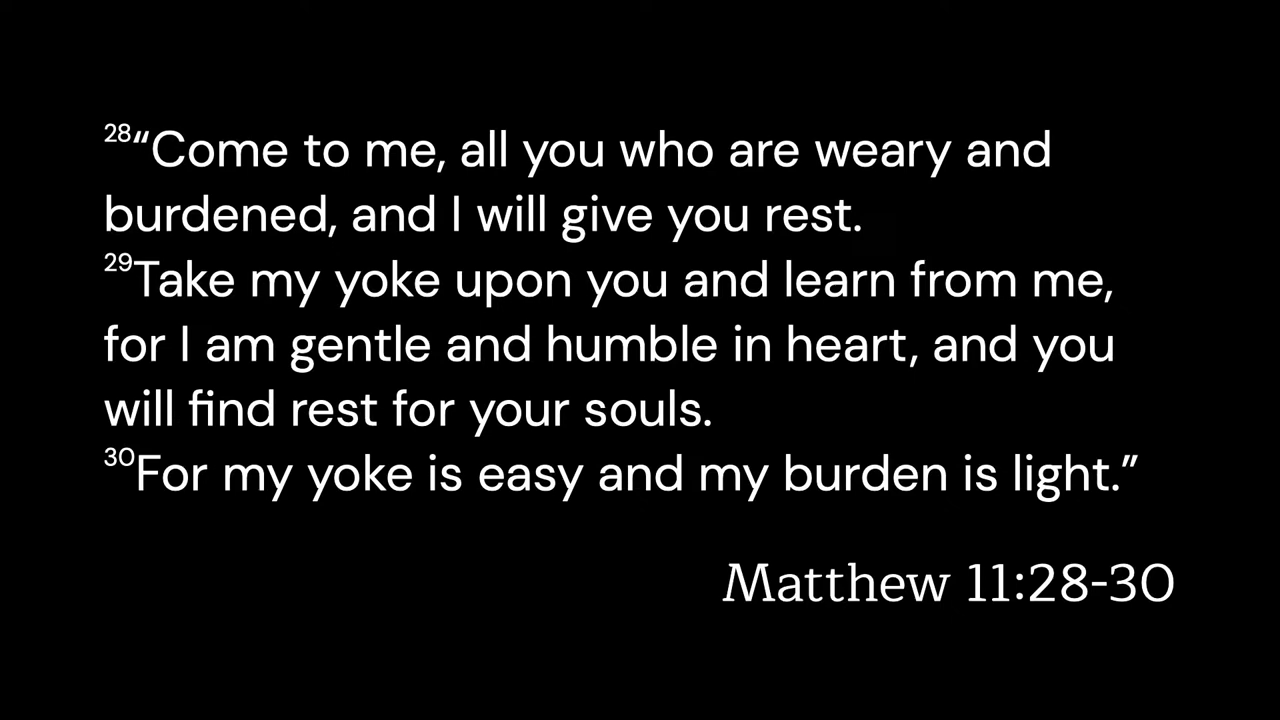 28“Come to me, all you who are weary and
burdened, and I will give you rest.
29Take my yoke upon you and learn from me,
for I am gentle and humble in heart, and you
will find rest for your souls.
30For my yoke is easy and my burden is light.”
Matthew 11:28-30